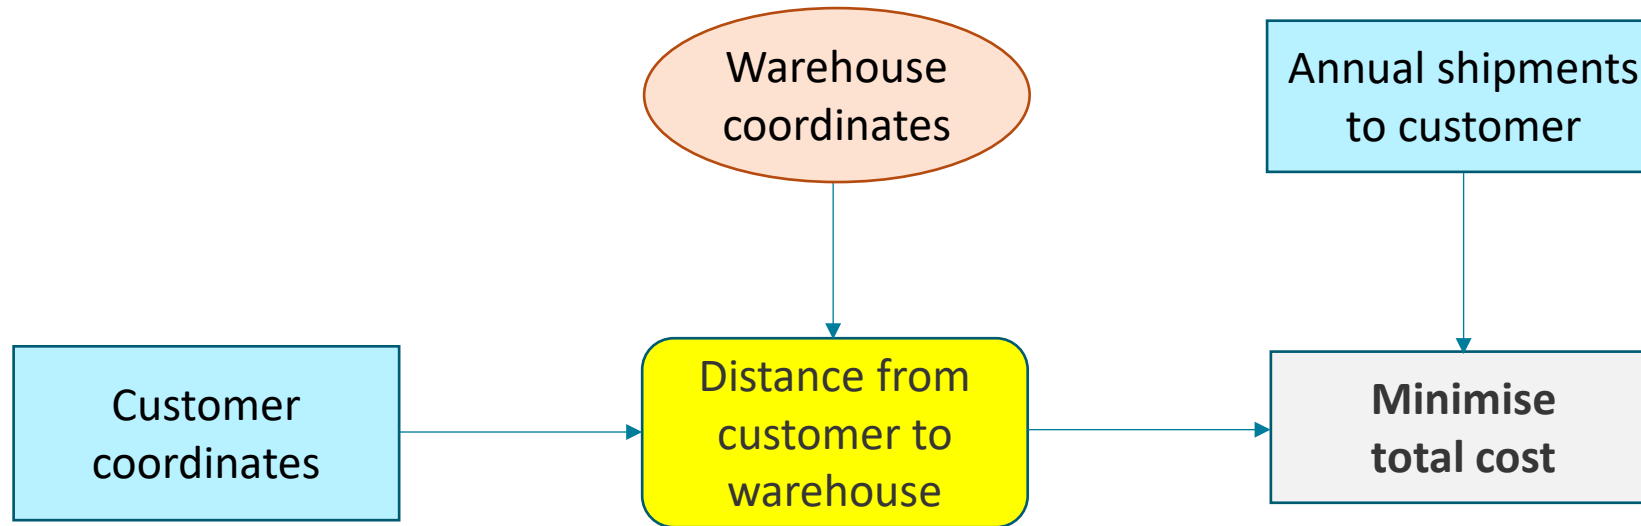 Warehouse
coordinates
Annual shipments
to customer
Customer
coordinates
Distance from
customer to
warehouse
Minimise
total cost